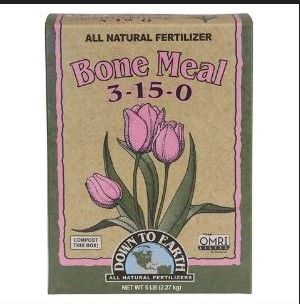 ALL NATURAL FERTILIZER
Bone Meal
3-15-0
COMPOST
THIS BOX!
DOWN TO EARTH
ALL NATURAL FERTILIZERS
OMRI
NET WT 5 LB (2.27 kg)